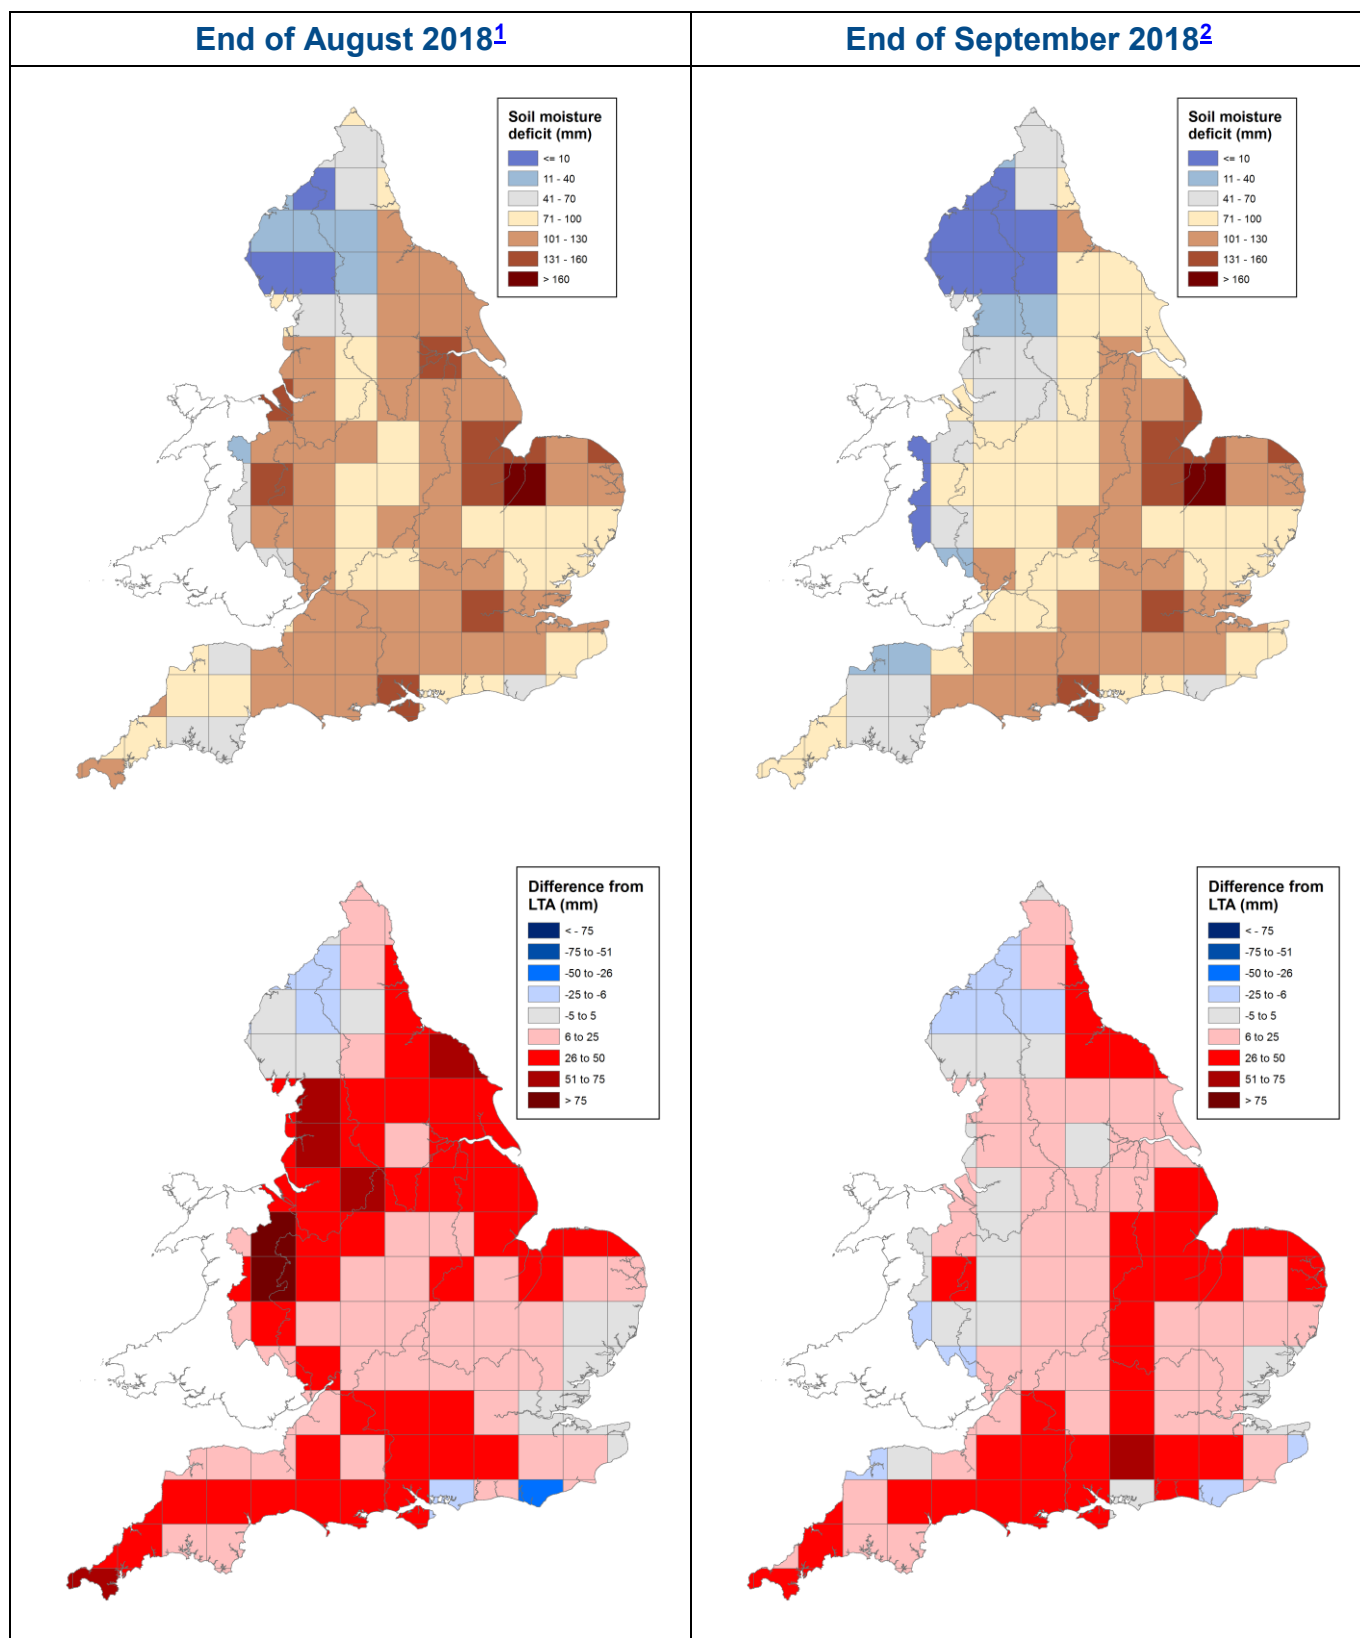 End of August 2018¹
End of September 2018²
Soil moisture
deficit (mm)
<= 10
11 - 40
41 - 70
71 - 100
101 - 130
131 - 160
> 160
Soil moisture
deficit (mm)
<= 10
11 - 40
41 - 70
71 - 100
101 - 130
131 - 160
> 160
Difference from
LTA (mm)
< - 75
-75 to -51
-50 to -26
-25 to -6
-5 to 5
6 to 25
26 to 50
51 to 75
> 75
Difference from
LTA (mm)
< - 75
-75 to -51
-50 to -26
-25 to -6
-5 to 5
6 to 25
26 to 50
51 to 75
> 75